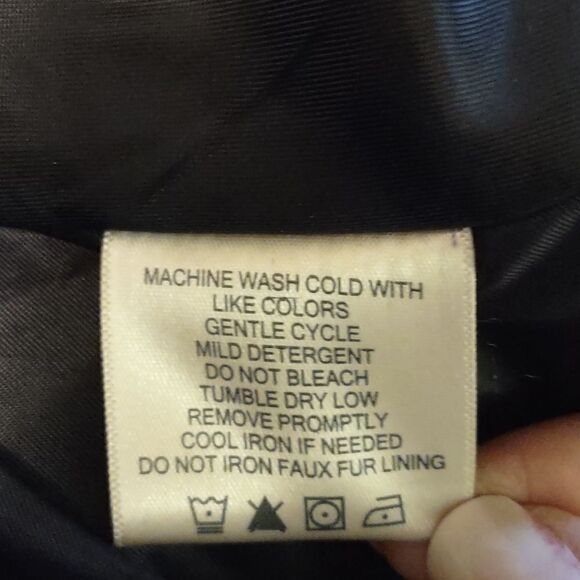 MACHINE WASH COLD WITH
LIKE COLORS
GENTLE CYCLE
MILD DETERGENT
DO NOT BLEACH
TUMBLE DRY LOW
REMOVE PROMPTLY
COOL IRON IF NEEDED
DO NOT IRON FAUX FUR LINING